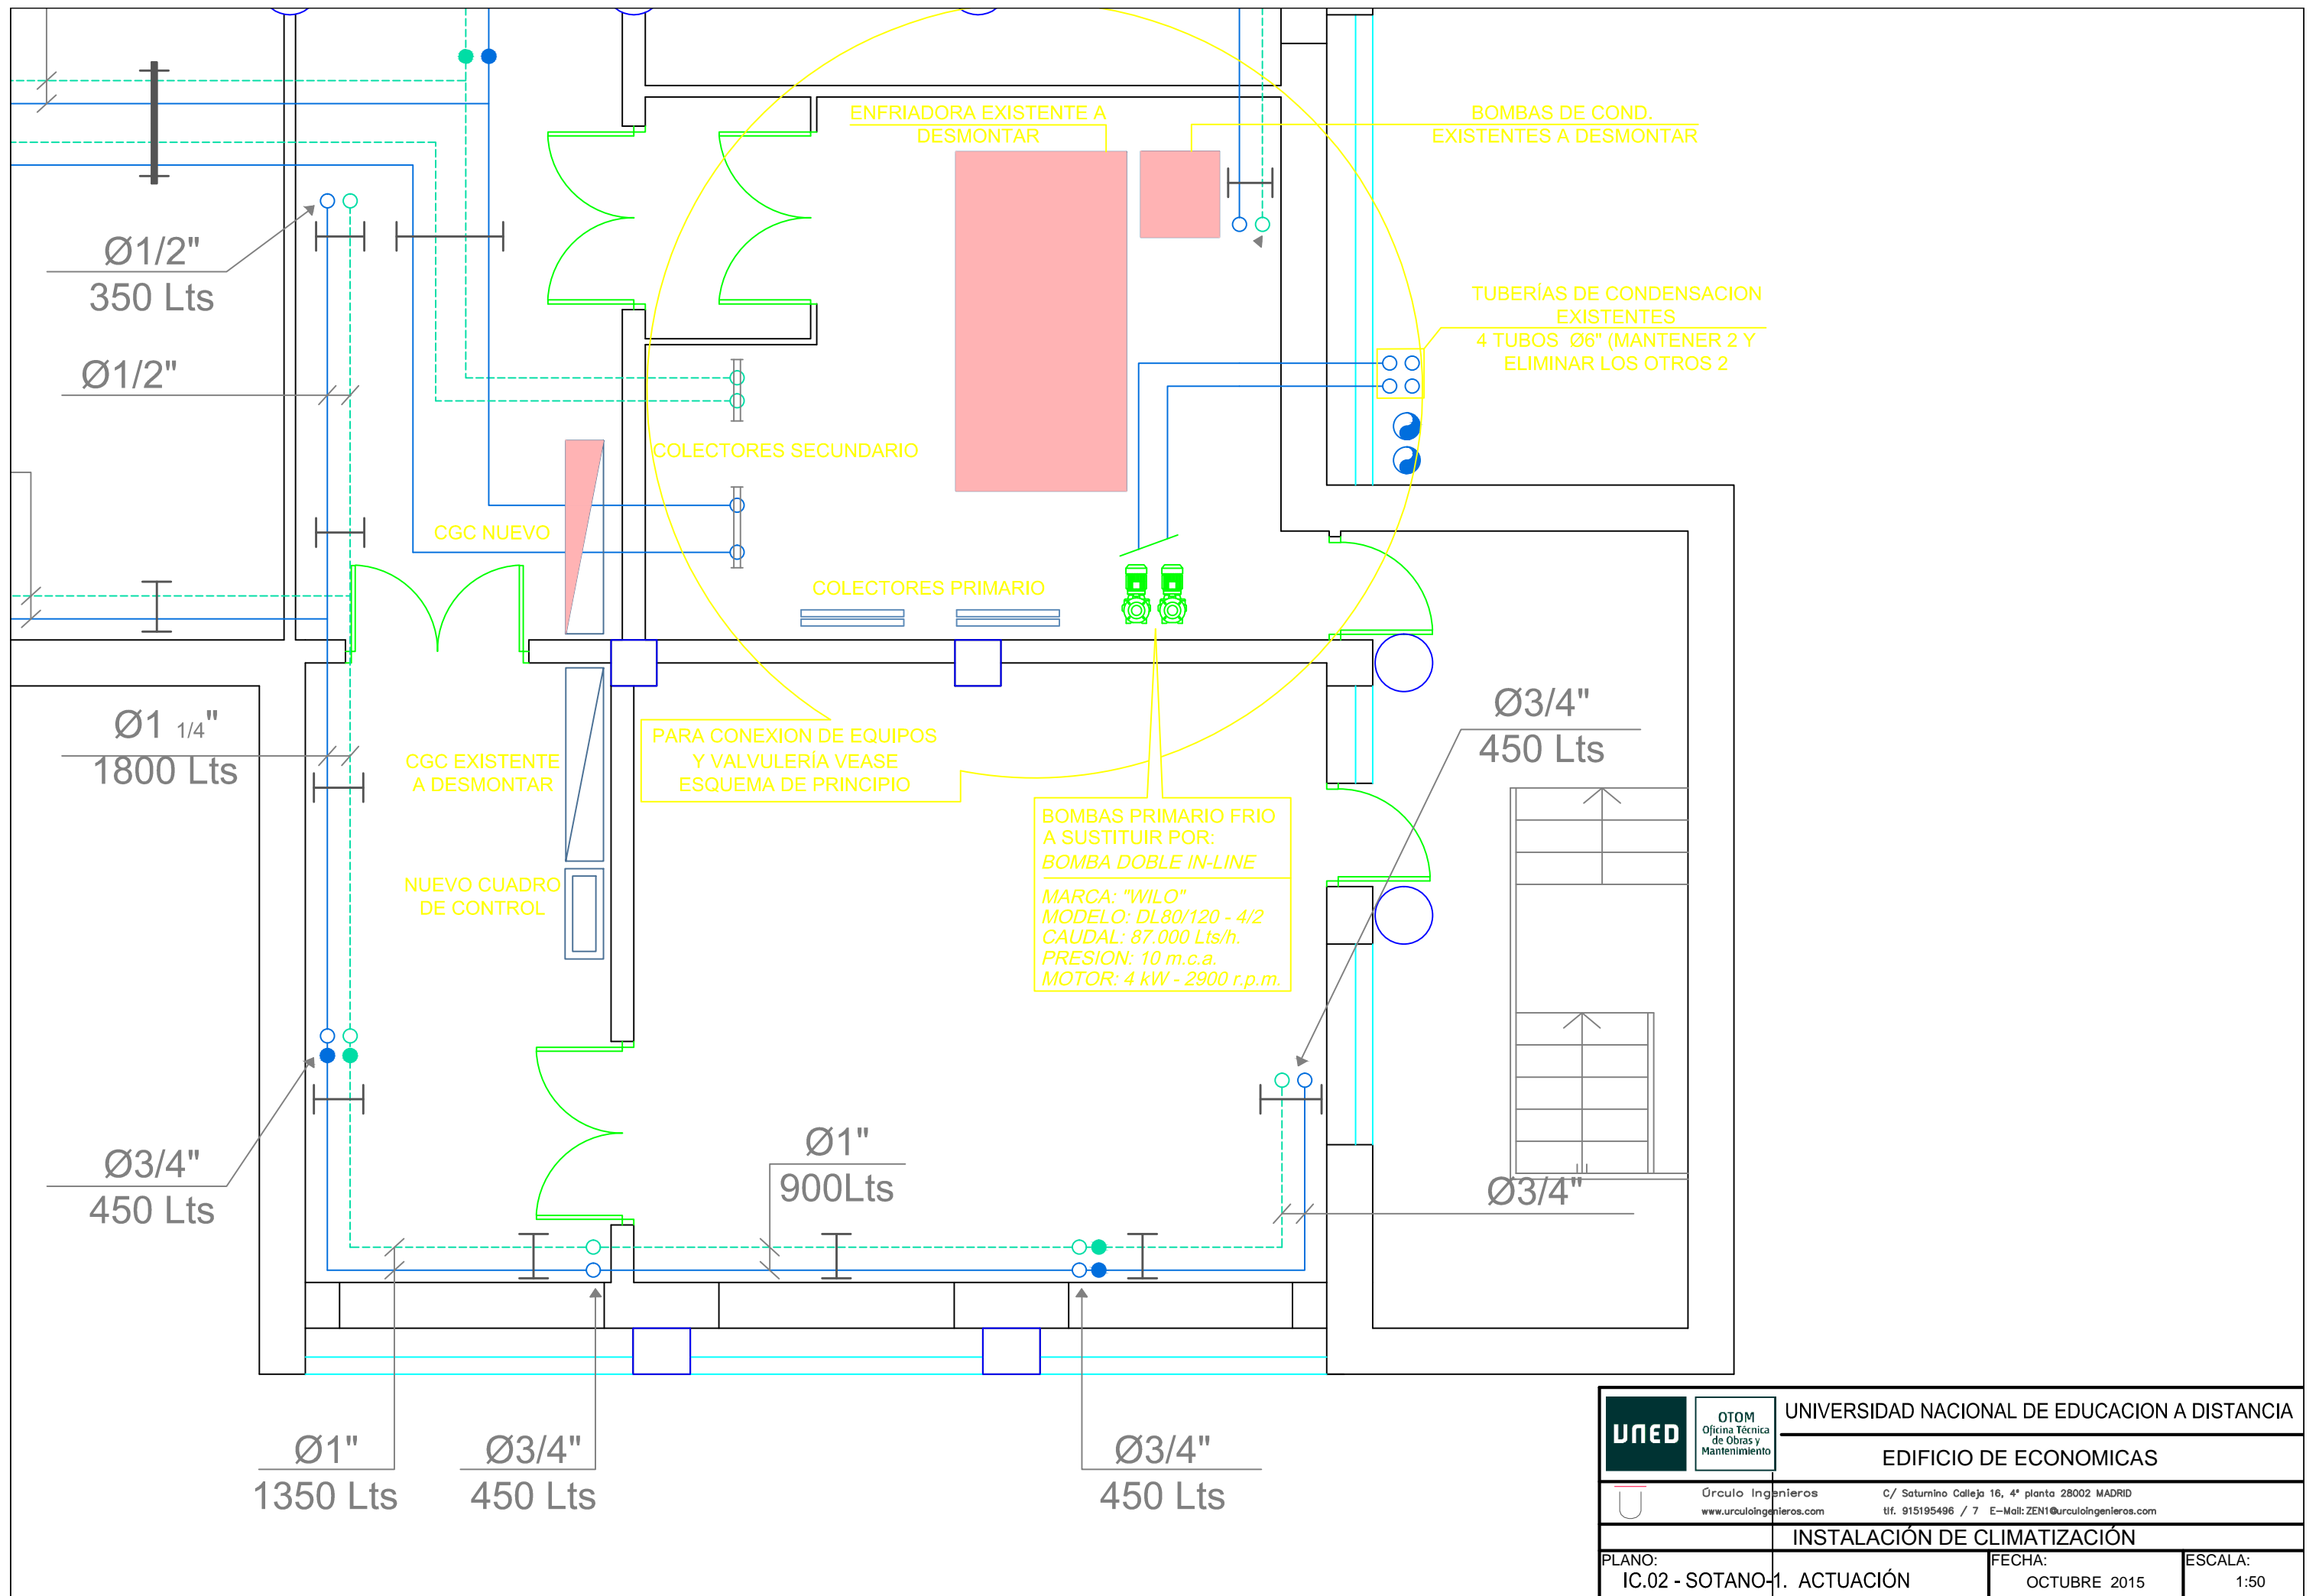 ENFRIADORA EXISTENTE A
DESMONTAR
BOMBAS DE COND.
EXISTENTES A DESMONTAR
Ø1/2"
350 Lts
TUBERÍAS DE CONDENSACION
EXISTENTES
4 TUBOS Ø6" (MANTENER 2 Y
ELIMINAR LOS OTROS 2
Ø1/2"
COLECTORES SECUNDARIO
CGC NUEVO
COLECTORES PRIMARIO
Ø1 1/4"
1800 Lts
CGC EXISTENTE
A DESMONTAR
PARA CONEXION DE EQUIPOS
Y VALVULERÍA VEASE
ESQUEMA DE PRINCIPIO
Ø3/4"
450 Lts
BOMBAS PRIMARIO FRIO
A SUSTITUIR POR:
BOMBA DOBLE IN-LINE
MARCA: "WILO"
MODELO: DL80/120 - 4/2
CAUDAL: 87.000 Lts/h.
PRESION: 10 m.c.a.
MOTOR: 4 kW - 2900 r.p.m.
NUEVO CUADRO
DE CONTROL
Ø3/4"
450 Lts
Ø1"
900Lts
Ø3/4"
Ø1"
1350 Lts
Ø3/4"
450 Lts
Ø3/4"
450 Lts
UNED
OTOM
Oficina Técnica
de Obras y
Mantenimiento
UNIVERSIDAD NACIONAL DE EDUCACION A DISTANCIA
EDIFICIO DE ECONOMICAS
Úrculo Ingenieros
www.urculoingenieros.com
C/ Saturnino Calleja 16, 4ª planta 28002 MADRID
tlf. 915195496 / 7 E-Mail: ZEN1@urculoingenieros.com
INSTALACIÓN DE CLIMATIZACIÓN
PLANO:
IC.02 - SOTANO-1. ACTUACIÓN
FECHA:
OCTUBRE 2015
ESCALA:
1:50